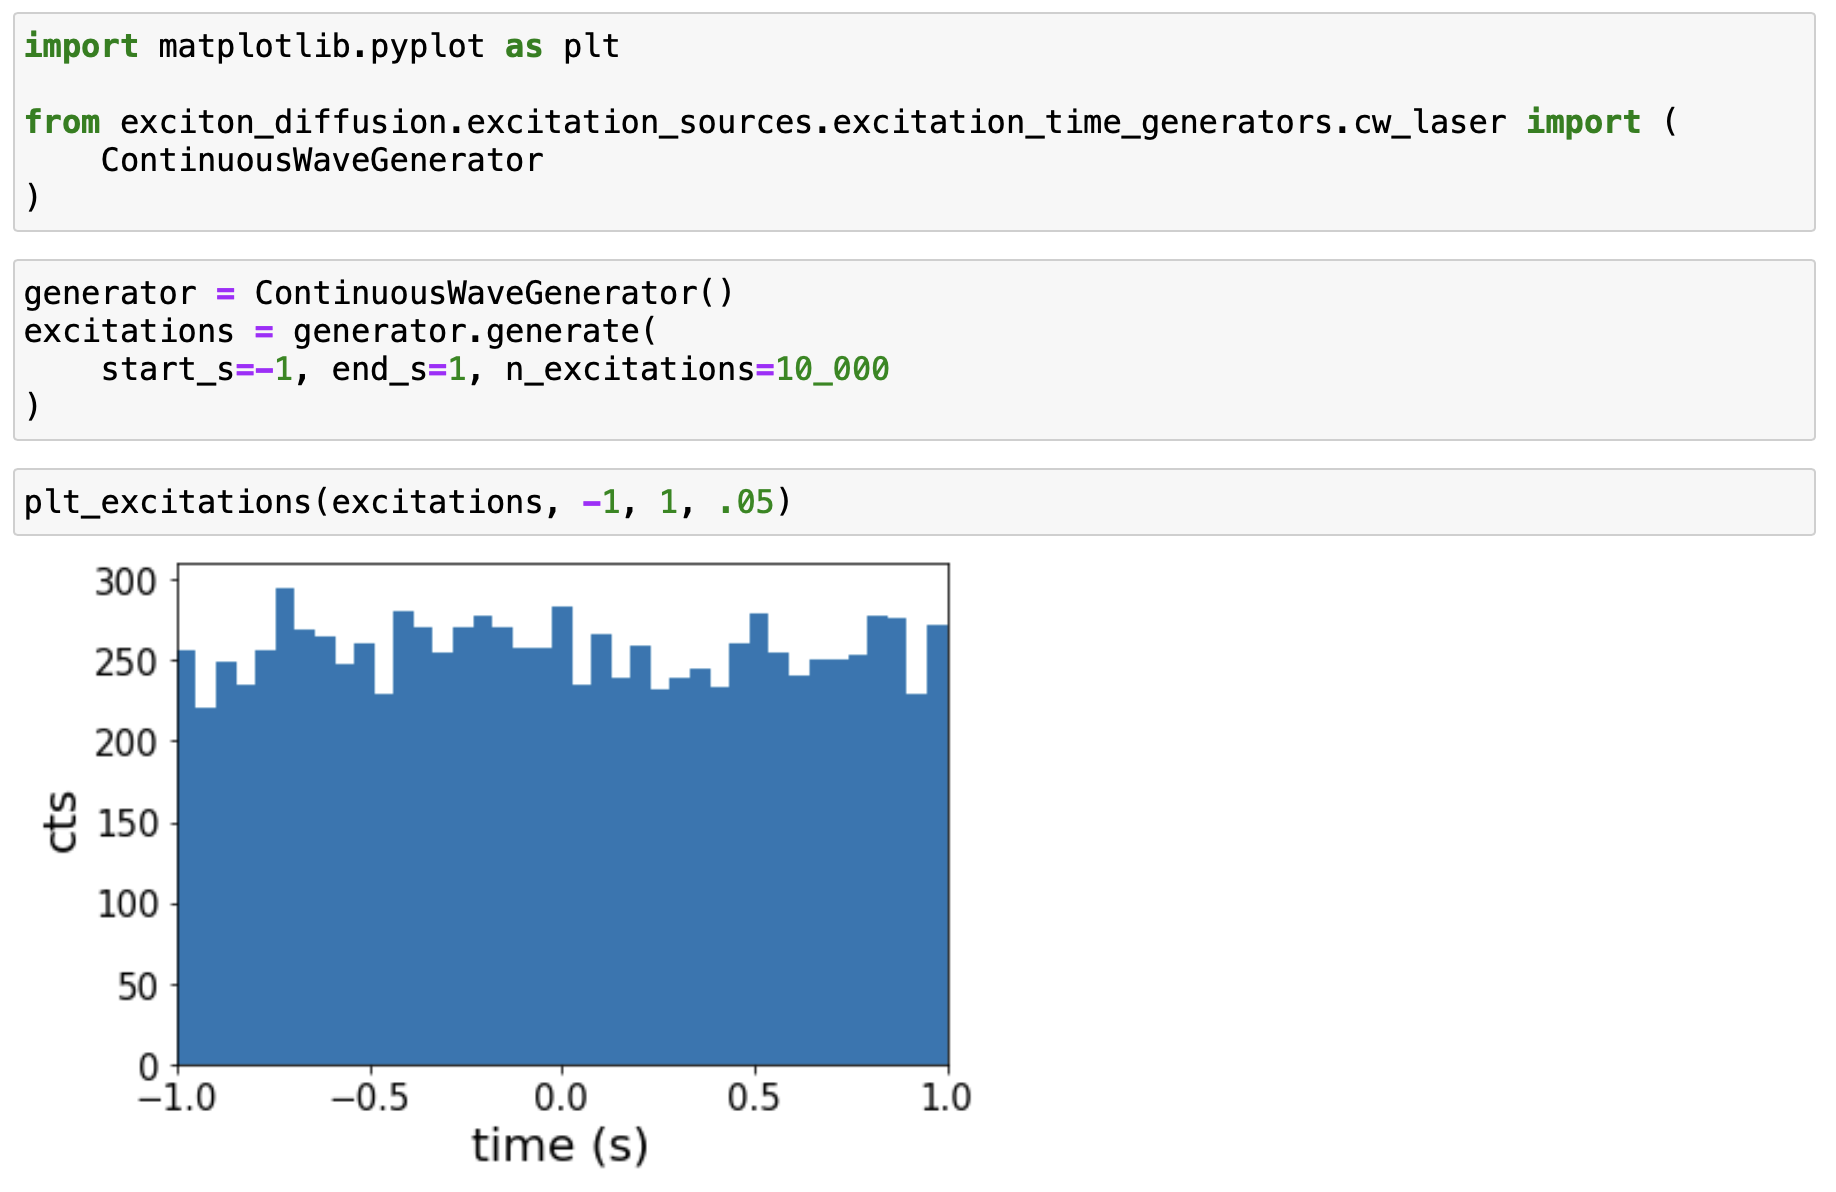 import matplotlib.pyplot as plt
from exciton_diffusion.excitation_sources.excitation_time_generators.cw_laser import (
    ContinuousWaveGenerator
)
generator = ContinuousWaveGenerator()
excitations = generator.generate(
    start_s=-1, end_s=1, n_excitations=10_000
)
plt_excitations(excitations, -1, 1, .05)
300
250
200
150
100
50
0
cts
−1.0 −0.5 0.0 0.5 1.0
time (s)